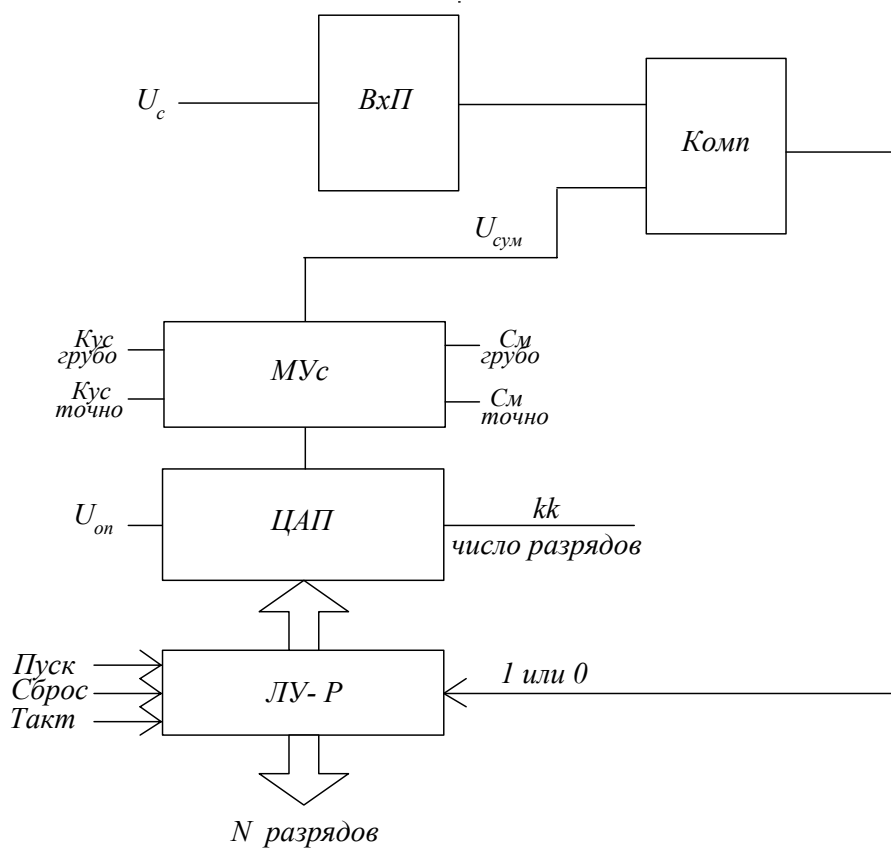 U_c
ВхП
Комп
U_сум
Кус
грубо
См
грубо
МУс
Кус
точно
См
точно
U_оп
ЦАП
kk
число разрядов
Пуск
Сброс
Такт
ЛУ- Р
1 или 0
N разрядов